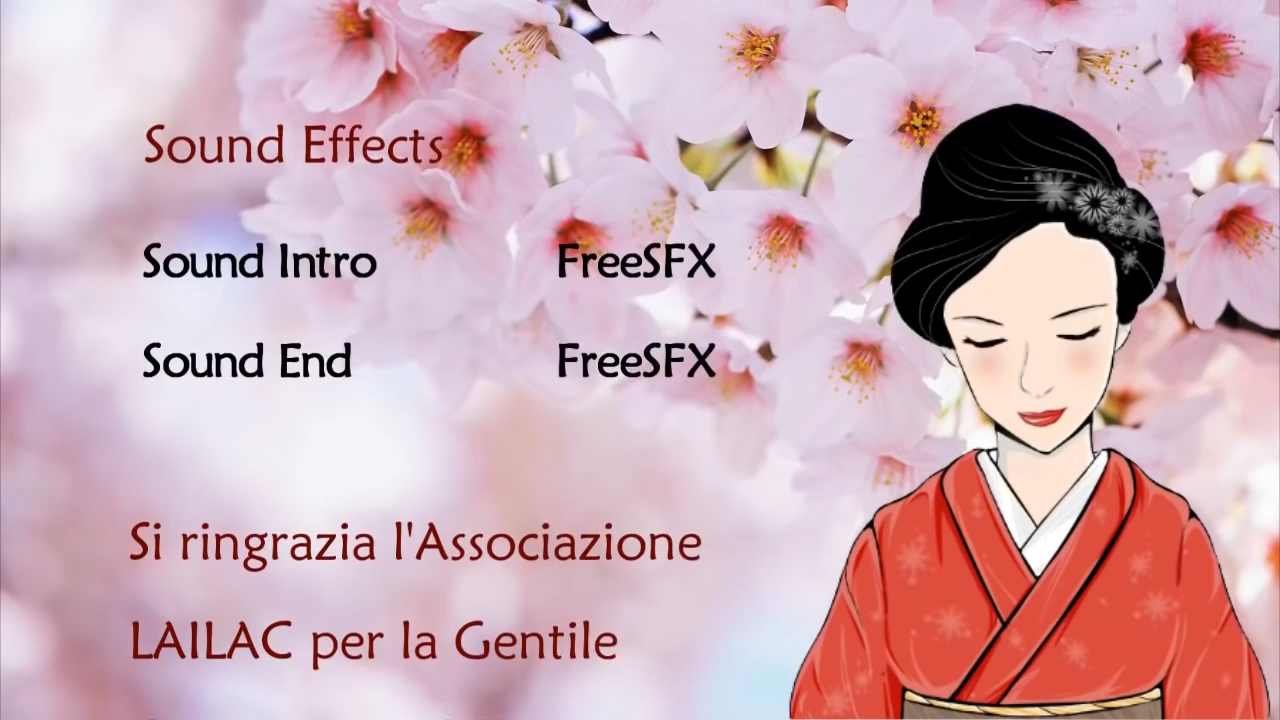 Sound Effects
Sound Intro FreeSFX
Sound End FreeSFX
Si ringrazia l'Associazione
LAILAC per la Gentile